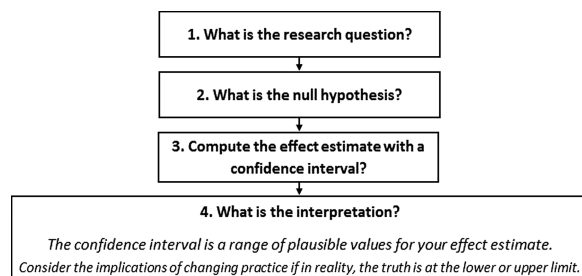 1. What is the research question?
2. What is the null hypothesis?
3. Compute the effect estimate with a
confidence interval?
4. What is the interpretation?
The confidence interval is a range of plausible values for your effect estimate.
Consider the implications of changing practice if in reality, the truth is at the lower or upper limit.